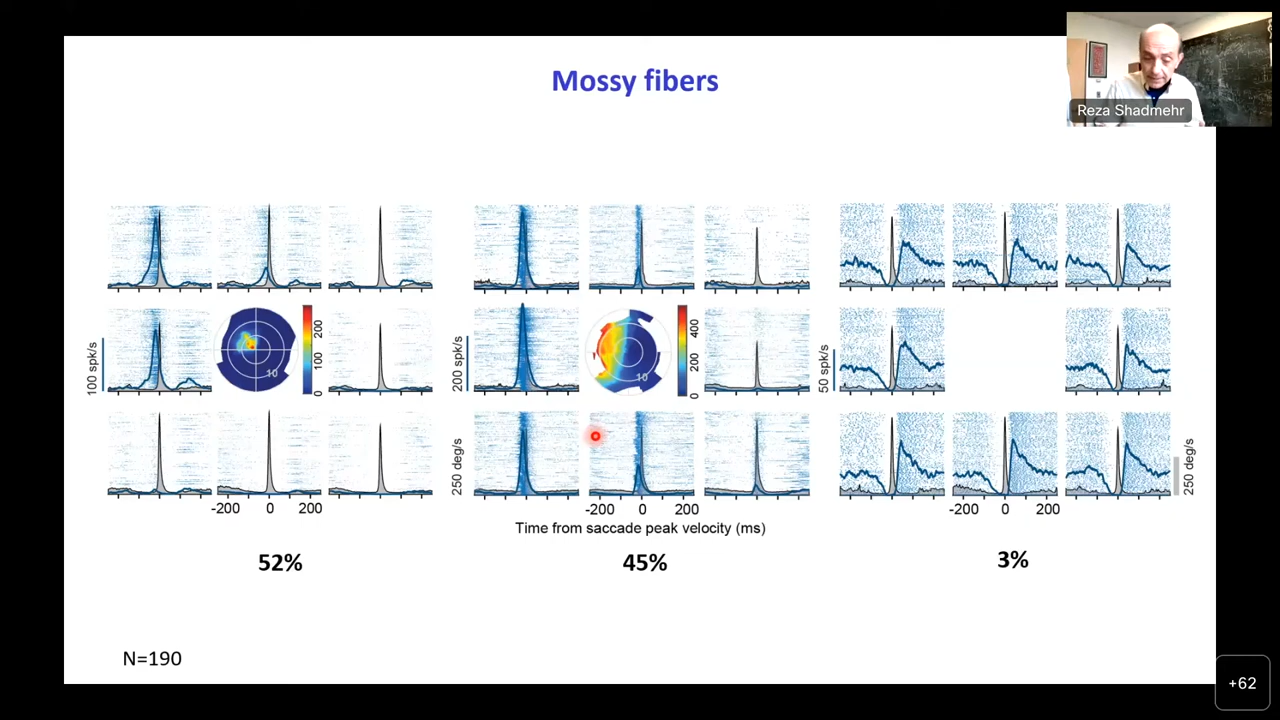 Mossy fibers
Reza Shadmehr
100 spk/s
0 100 200
10
200 spk/s
0 200 400
10
50 spk/s
250 deg/s
250 deg/s
-200 0 200
-200 0 200
-200 0 200
Time from saccade peak velocity (ms)
52%
45%
3%
N=190
+62